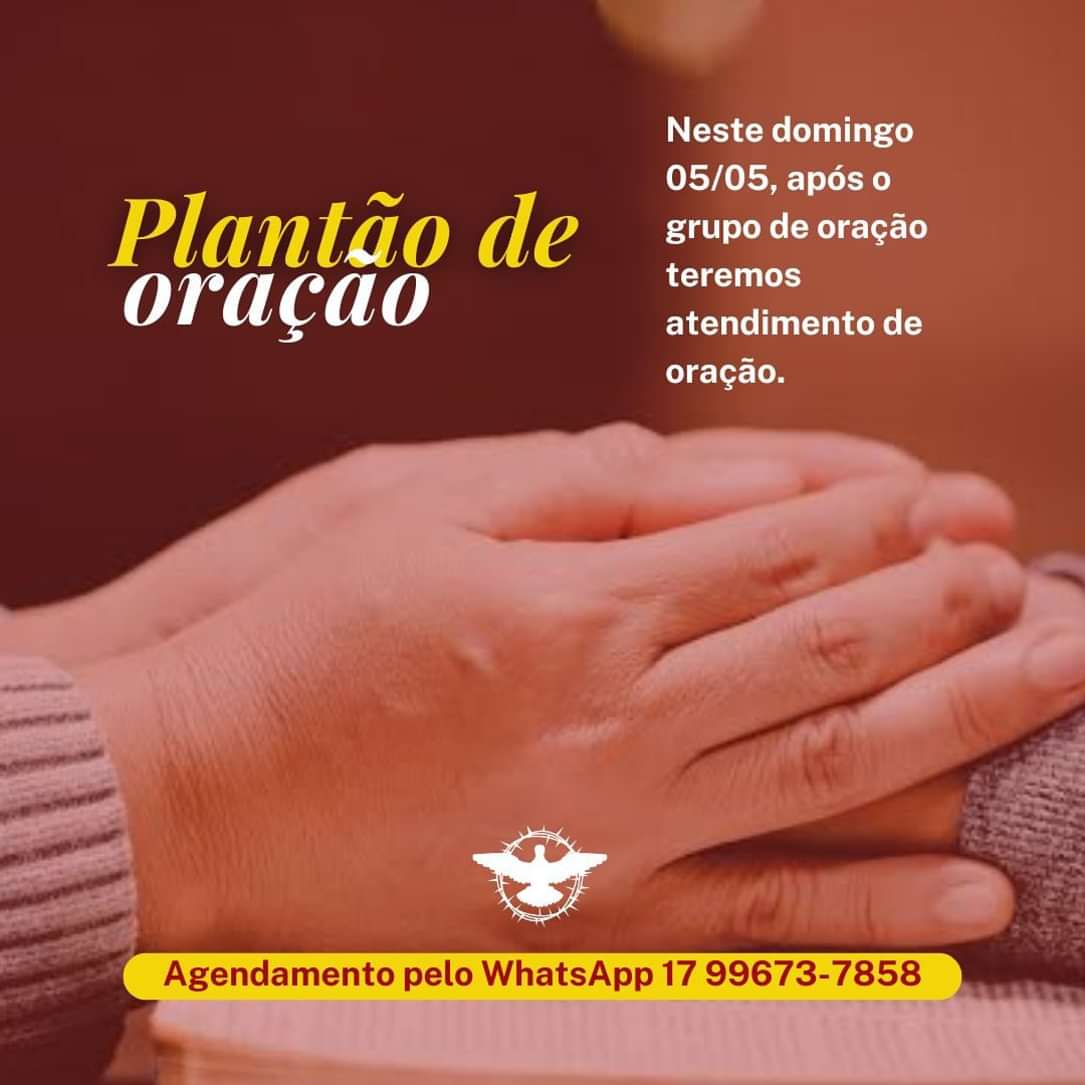 Plantão de
oração
Neste domingo
05/05, após o
grupo de oração
teremos
atendimento de
oração.
Agendamento pelo WhatsApp 17 99673-7858